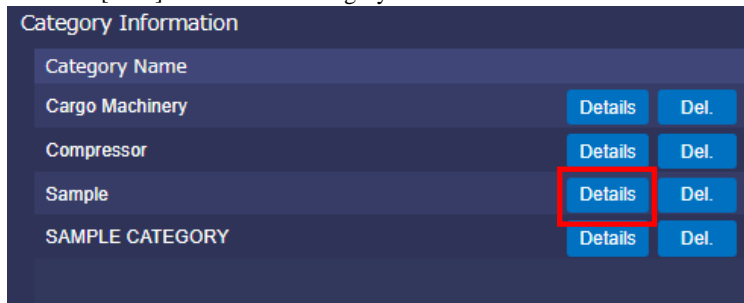 Category Information
Category Name
Cargo Machinery Details Del.
Compressor Details Del.
Sample Details Del.
SAMPLE CATEGORY Details Del.